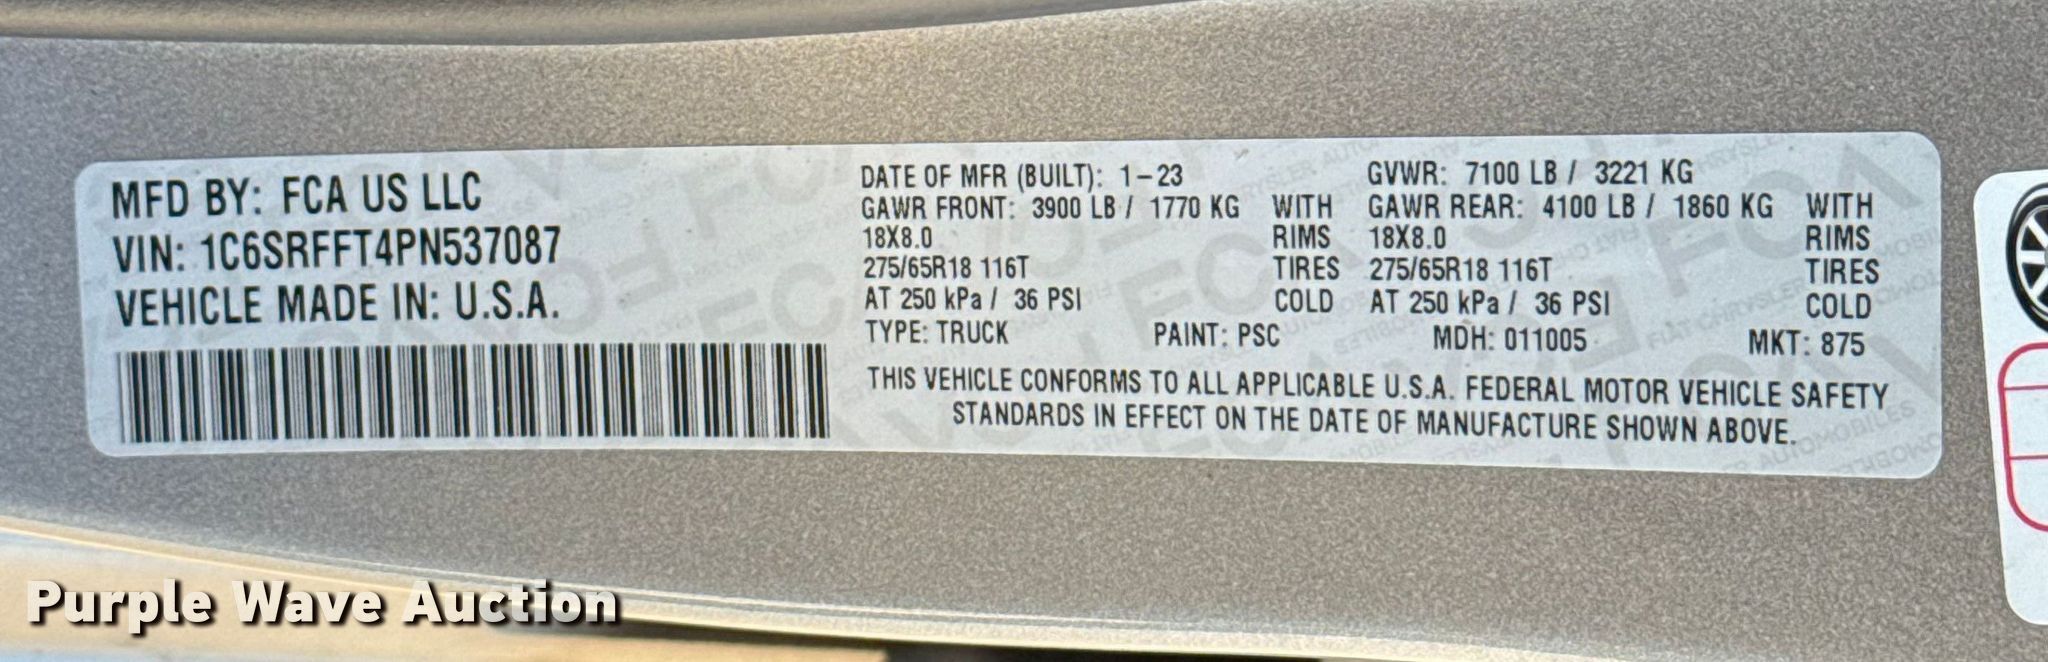 MFD BY: FCA US LLC
VIN: 1C6SRFFT4PN537087
VEHICLE MADE IN: U.S.A.
DATE OF MFR (BUILT): 1-23 GVWR: 7100 LB / 3221 KG
GAWR FRONT: 3900 LB / 1770 KG WITH GAWR REAR: 4100 LB / 1860 KG WITH
18X8.0 RIMS 18X8.0 RIMS
275/65R18 116T TIRES 275/65R18 116T TIRES
AT 250 kPa / 36 PSI COLD AT 250 kPa / 36 PSI COLD
TYPE: TRUCK PAINT: PSC MDH: 011005 MKT: 875
THIS VEHICLE CONFORMS TO ALL APPLICABLE U.S.A. FEDERAL MOTOR VEHICLE SAFETY
STANDARDS IN EFFECT ON THE DATE OF MANUFACTURE SHOWN ABOVE.
Purple Wave Auction